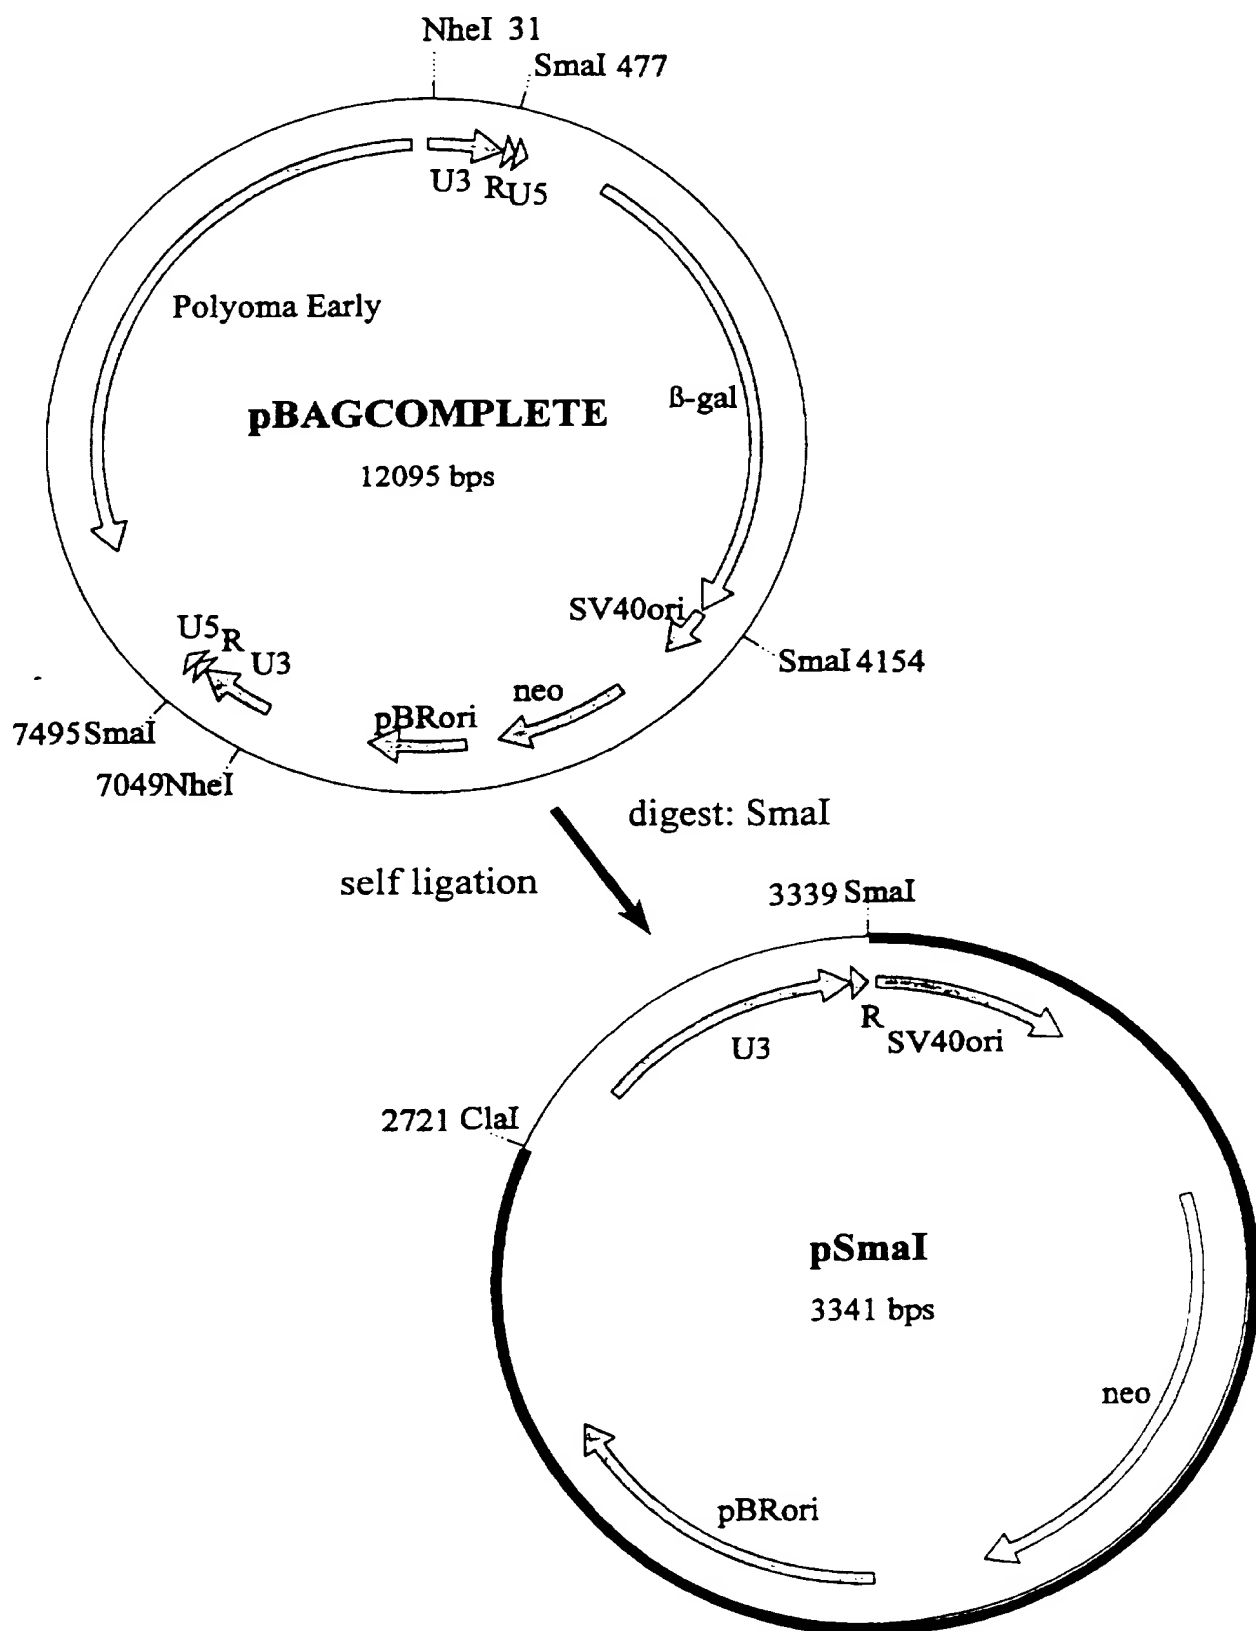 NheI 31
SmaI 477
U3 RU5
Polyoma Early
ß-gal
pBAGCOMPLETE
12095 bps
SV40ori
U5 R U3
SmaI 4154
neo
pBRori
7495 SmaI
7049NheI
digest: SmaI
self ligation
3339 SmaI
R
U3
SV40ori
2721 ClaI
pSmaI
3341 bps
neo
pBRori